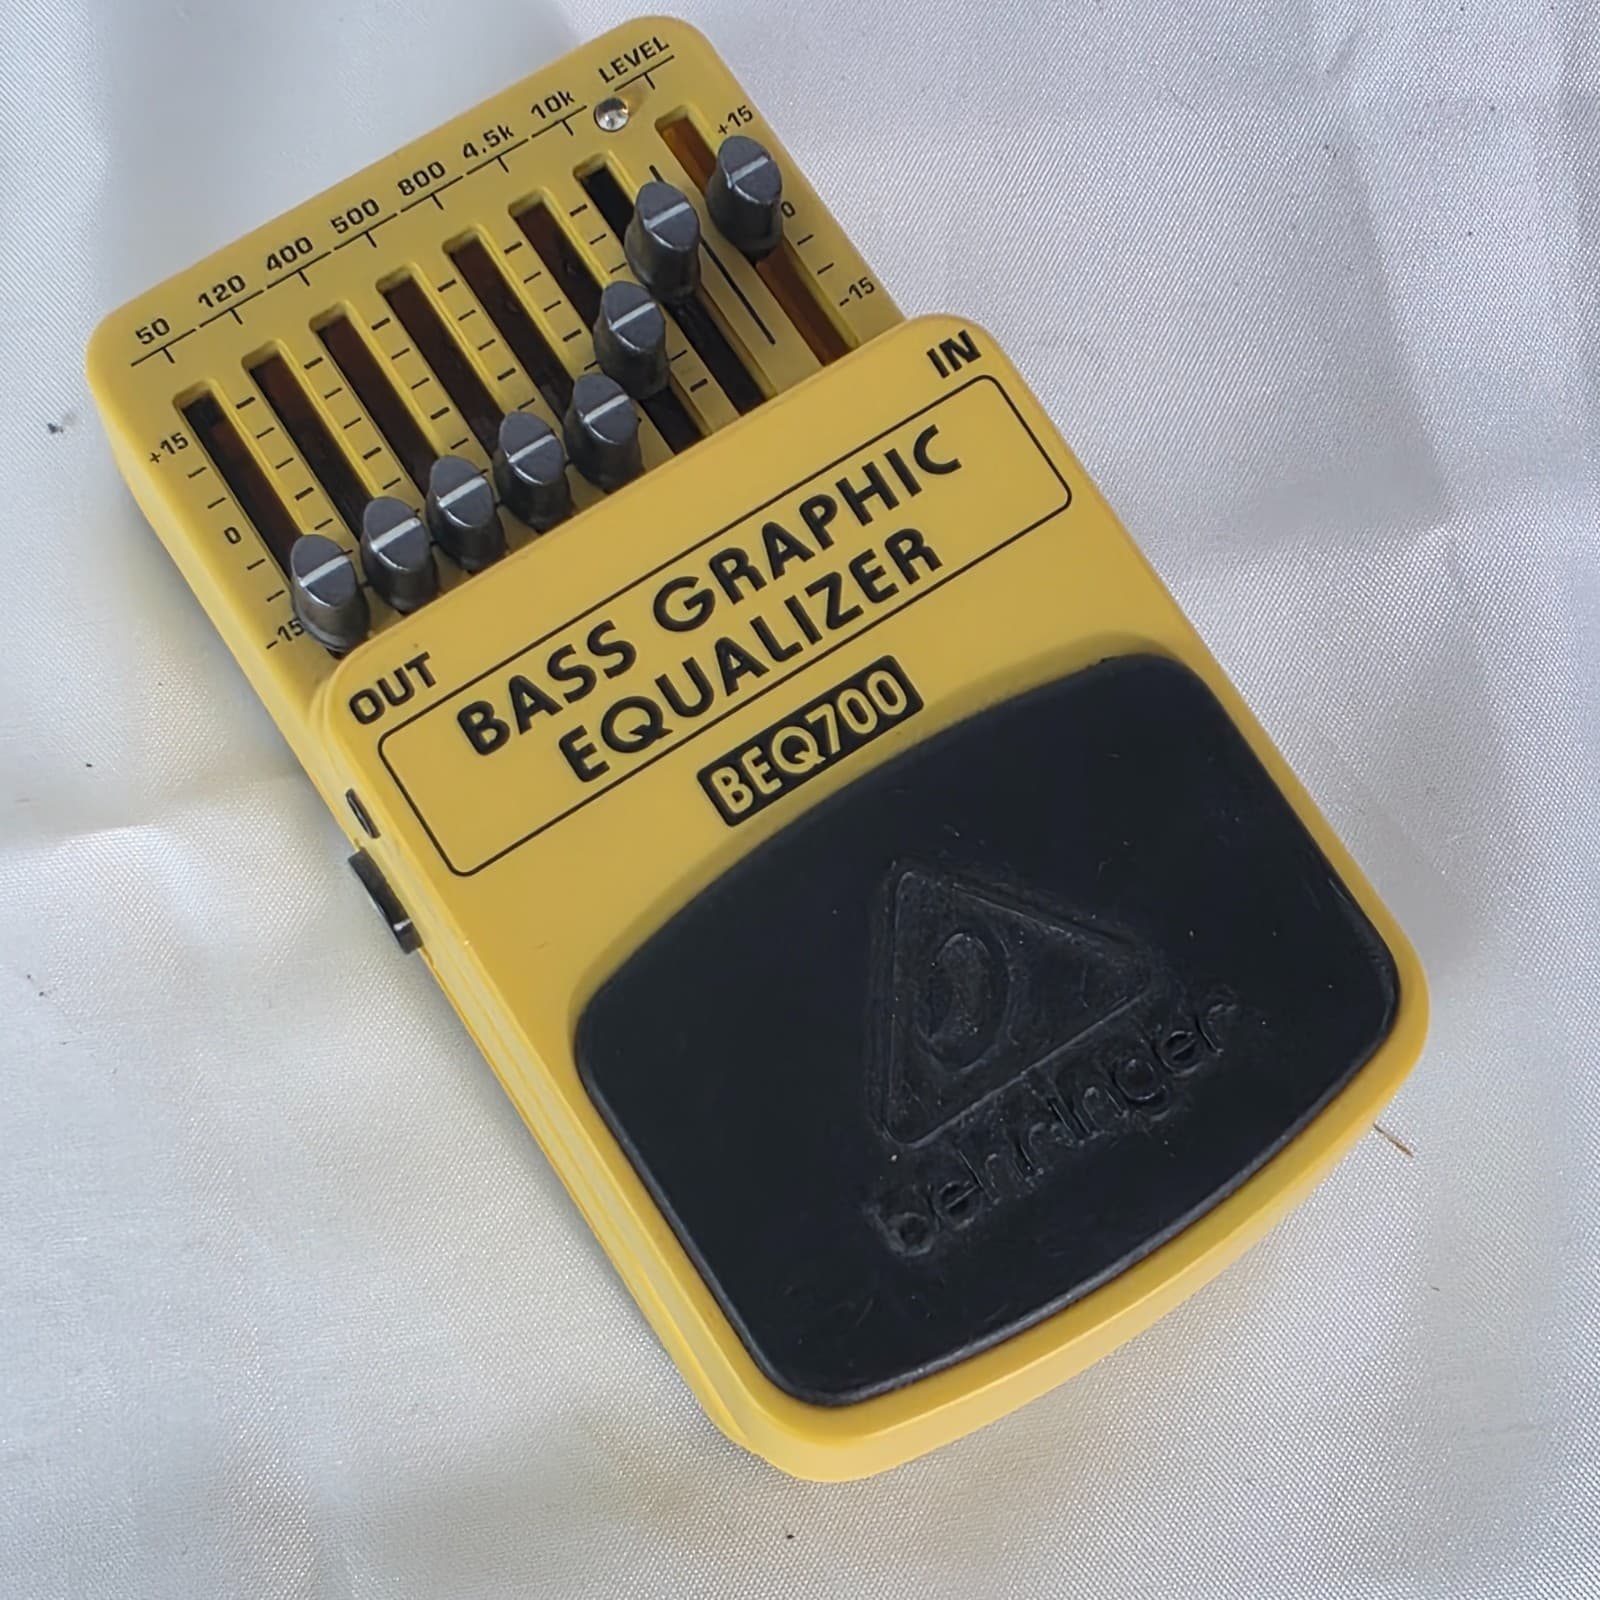 50 120 400 500 800 4.5k 10k LEVEL
+15
0
-15
+15
0
-15
OUT
IN
BASS GRAPHIC
EQUALIZER
BEQ700
behringer